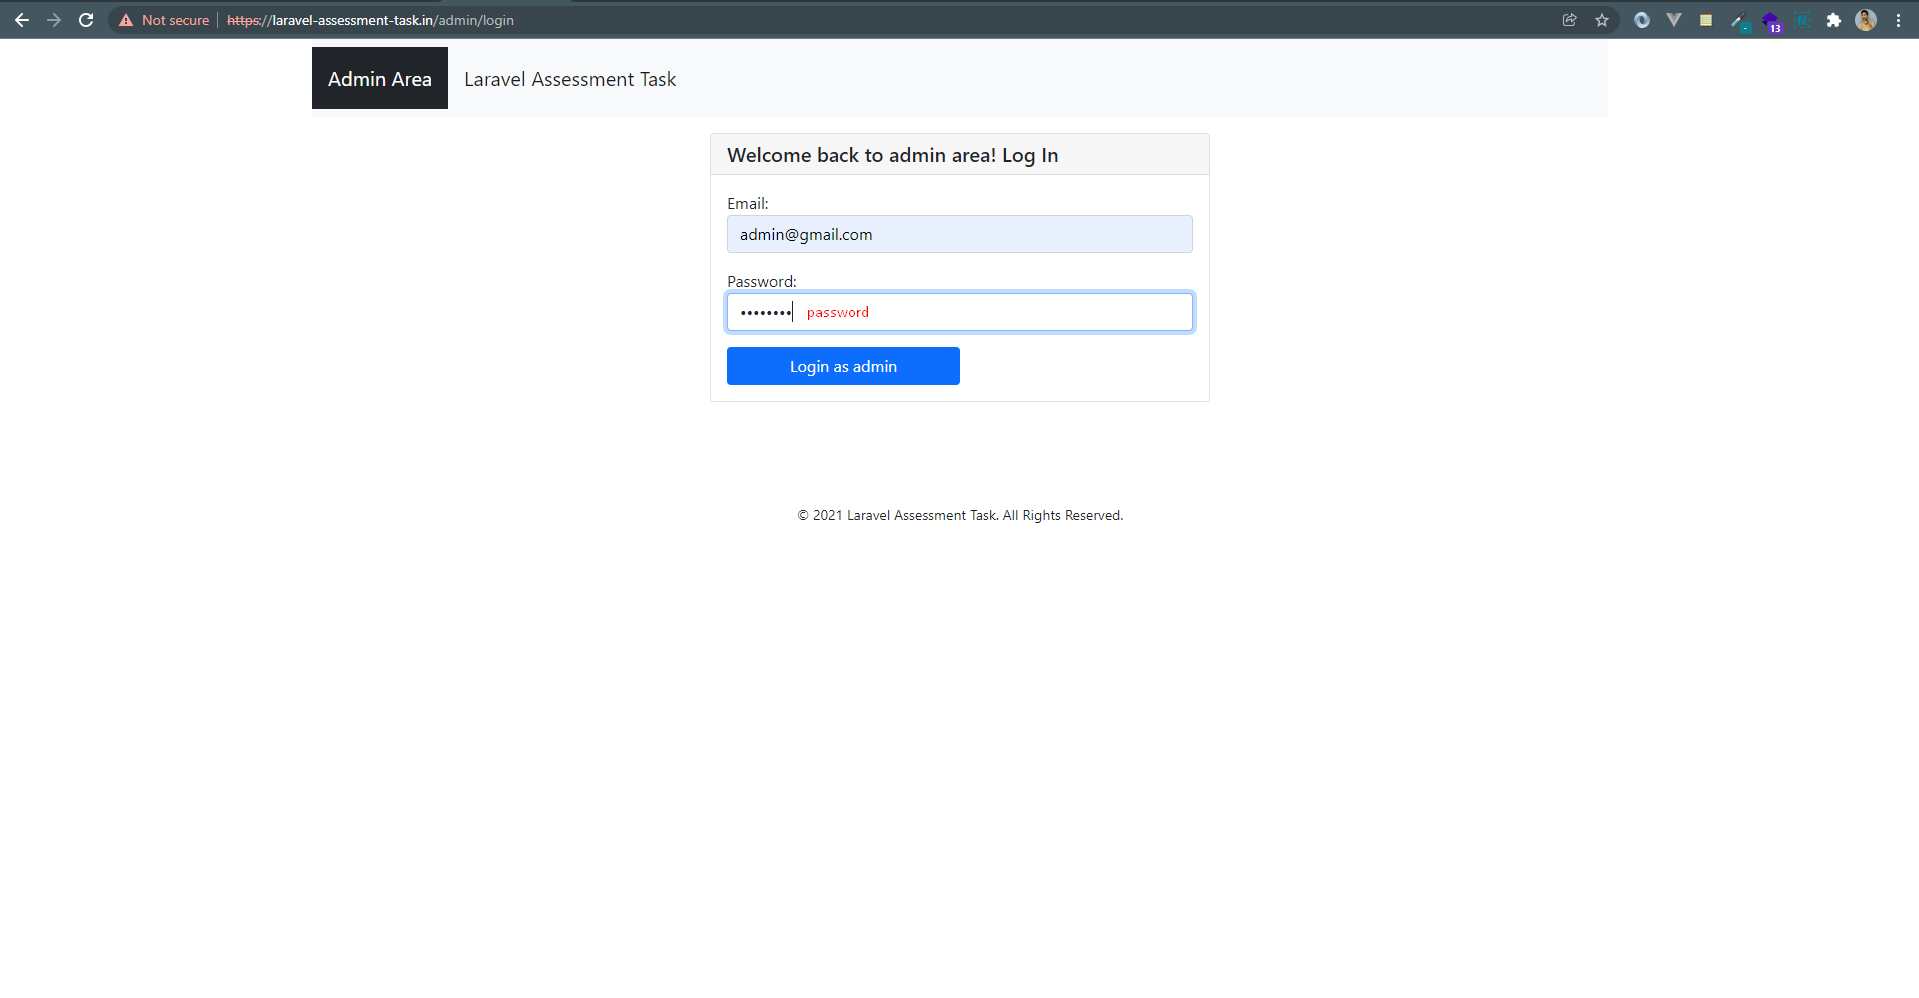 Not secure https://laravel-assessment-task.in/admin/login
13
Admin Area Laravel Assessment Task
Welcome back to admin area! Log In
Email:
admin@gmail.com
Password:
•••••••• password
Login as admin
© 2021 Laravel Assessment Task. All Rights Reserved.